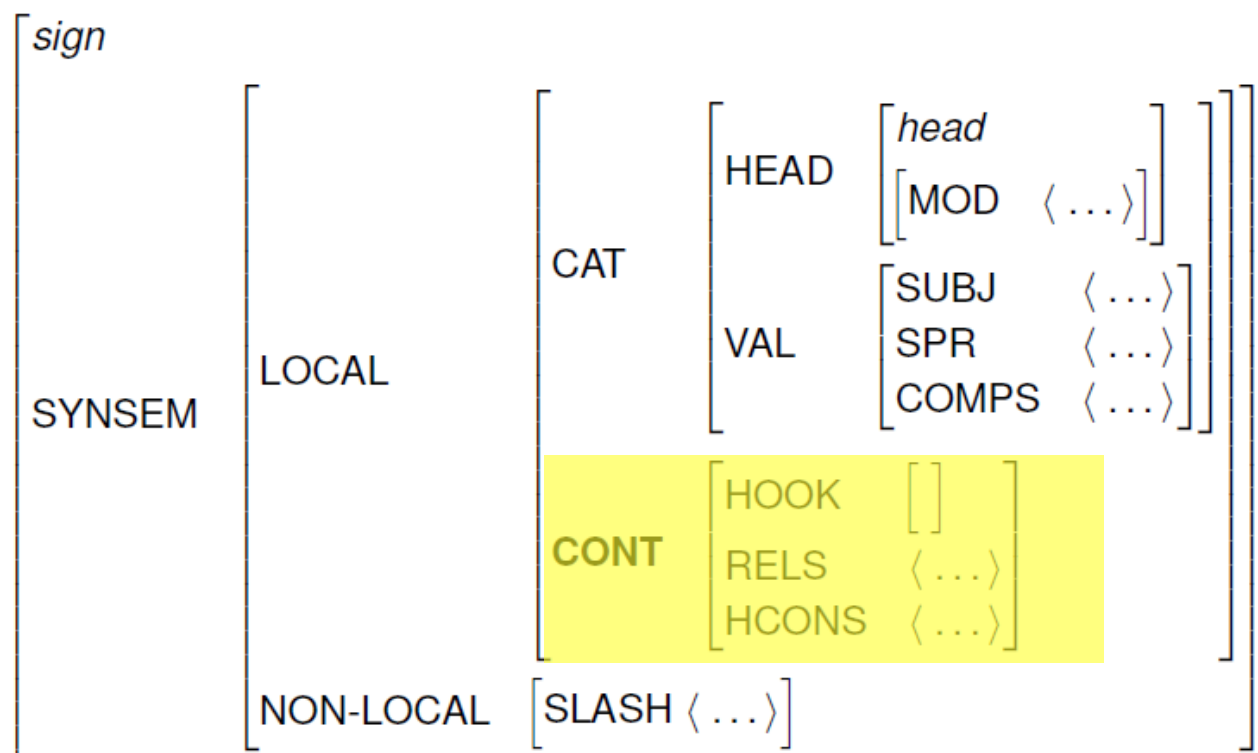 sign
HEAD head
MOD ⟨ ... ⟩
CAT
SUBJ ⟨ ... ⟩
VAL SPR ⟨ ... ⟩
LOCAL
COMPS ⟨ ... ⟩
SYNSEM
HOOK [ ]
CONT RELS ⟨ ... ⟩
HCONS ⟨ ... ⟩
NON-LOCAL [SLASH ⟨ ... ⟩]